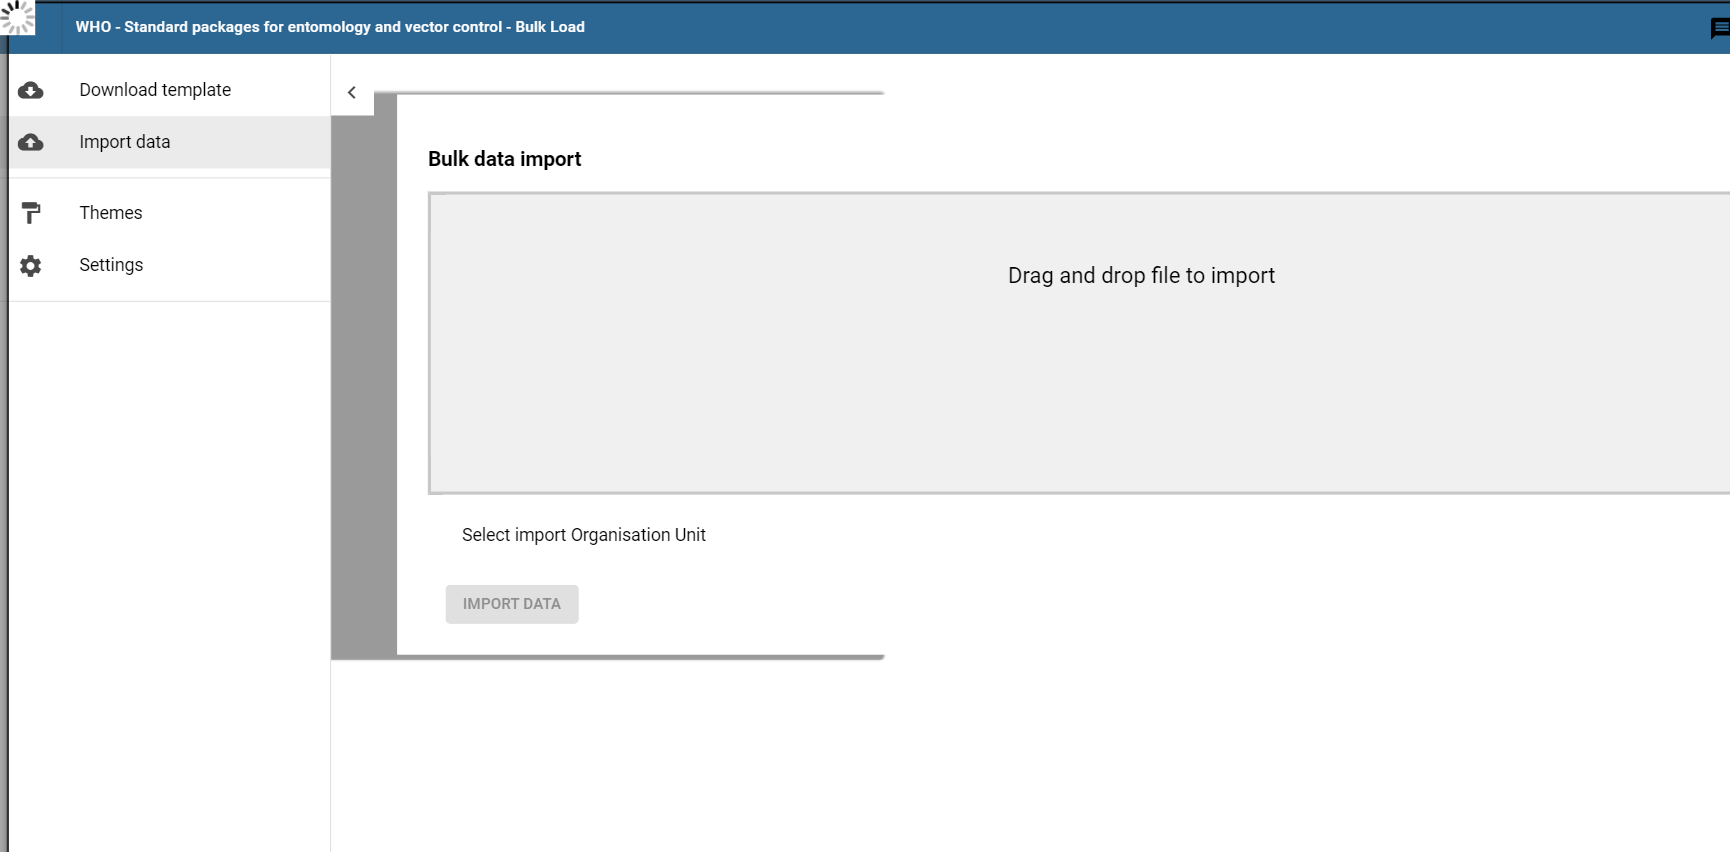 WHO - Standard packages for entomology and vector control - Bulk Load
Download template
Import data
Themes
Settings
Bulk data import
Drag and drop file to import
Select import Organisation Unit
IMPORT DATA